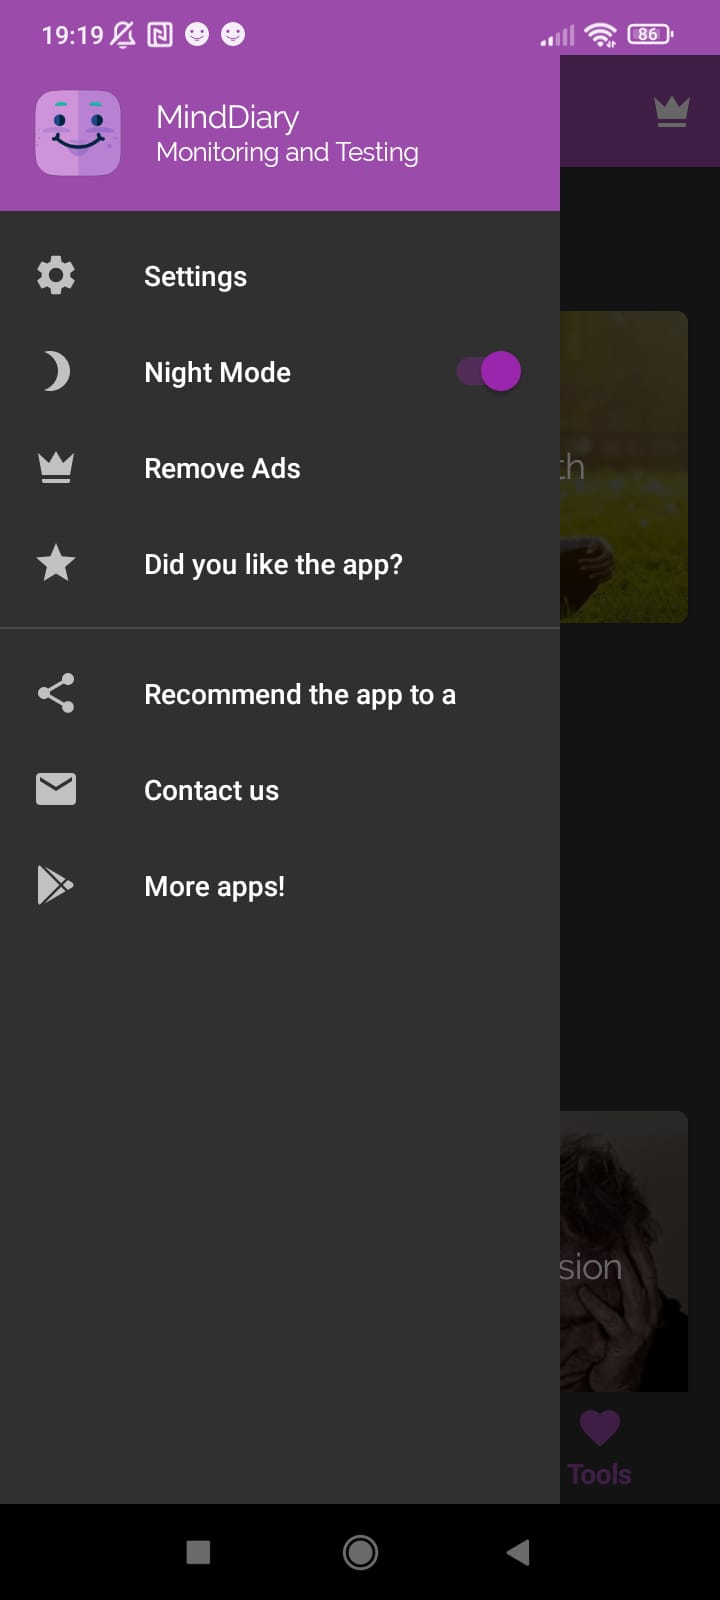 19:19
86
MindDiary
Monitoring and Testing
Settings
Night Mode
Remove Ads
th
Did you like the app?
Recommend the app to a
Contact us
More apps!
sion
Tools